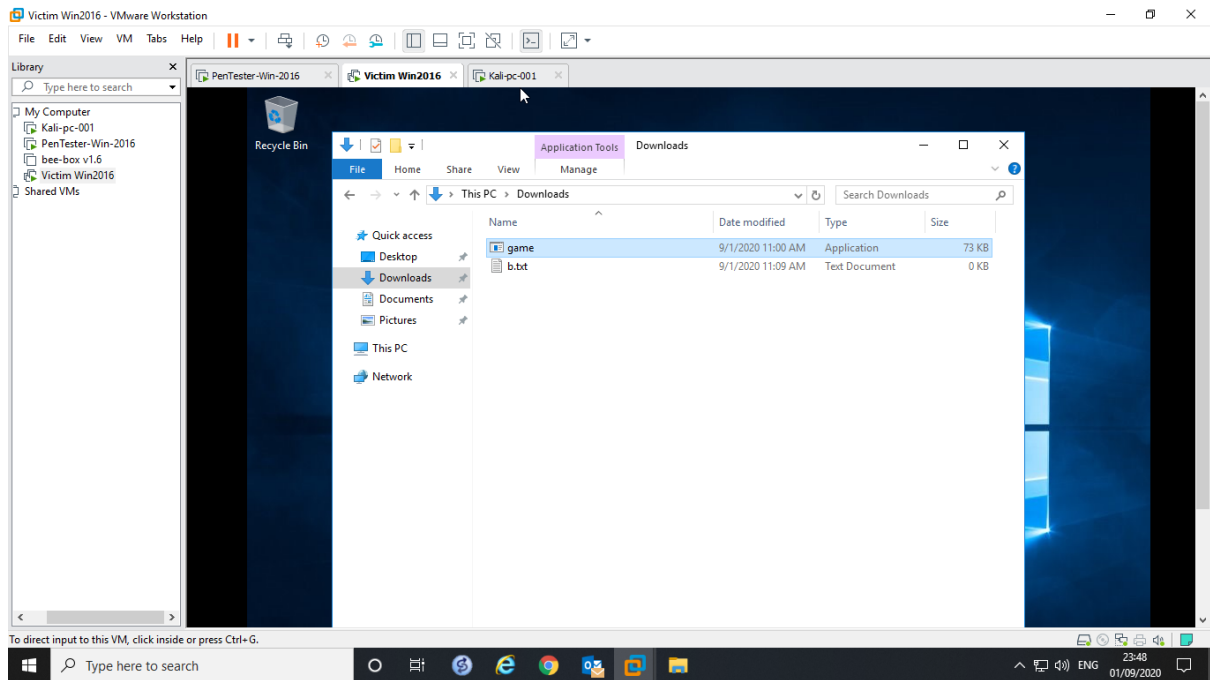 Victim Win2016 - VMware Workstation
File Edit View VM Tabs Help
Library
Type here to search
PenTester-Win-2016 Victim Win2016 Kali-pc-001
My Computer
Kali-pc-001
PenTester-Win-2016
bee-box v1.6
Victim Win2016
Shared VMs
Recycle Bin
Application Tools Downloads
File Home Share View Manage
This PC > Downloads
Search Downloads
Name Date modified Type Size
Quick access
Desktop
Downloads
Documents
Pictures
This PC
Network
game 9/1/2020 11:00 AM Application 73 KB
b.txt 9/1/2020 11:09 AM Text Document 0 KB
To direct input to this VM, click inside or press Ctrl+G.
Type here to search
ENG
23:48
01/09/2020